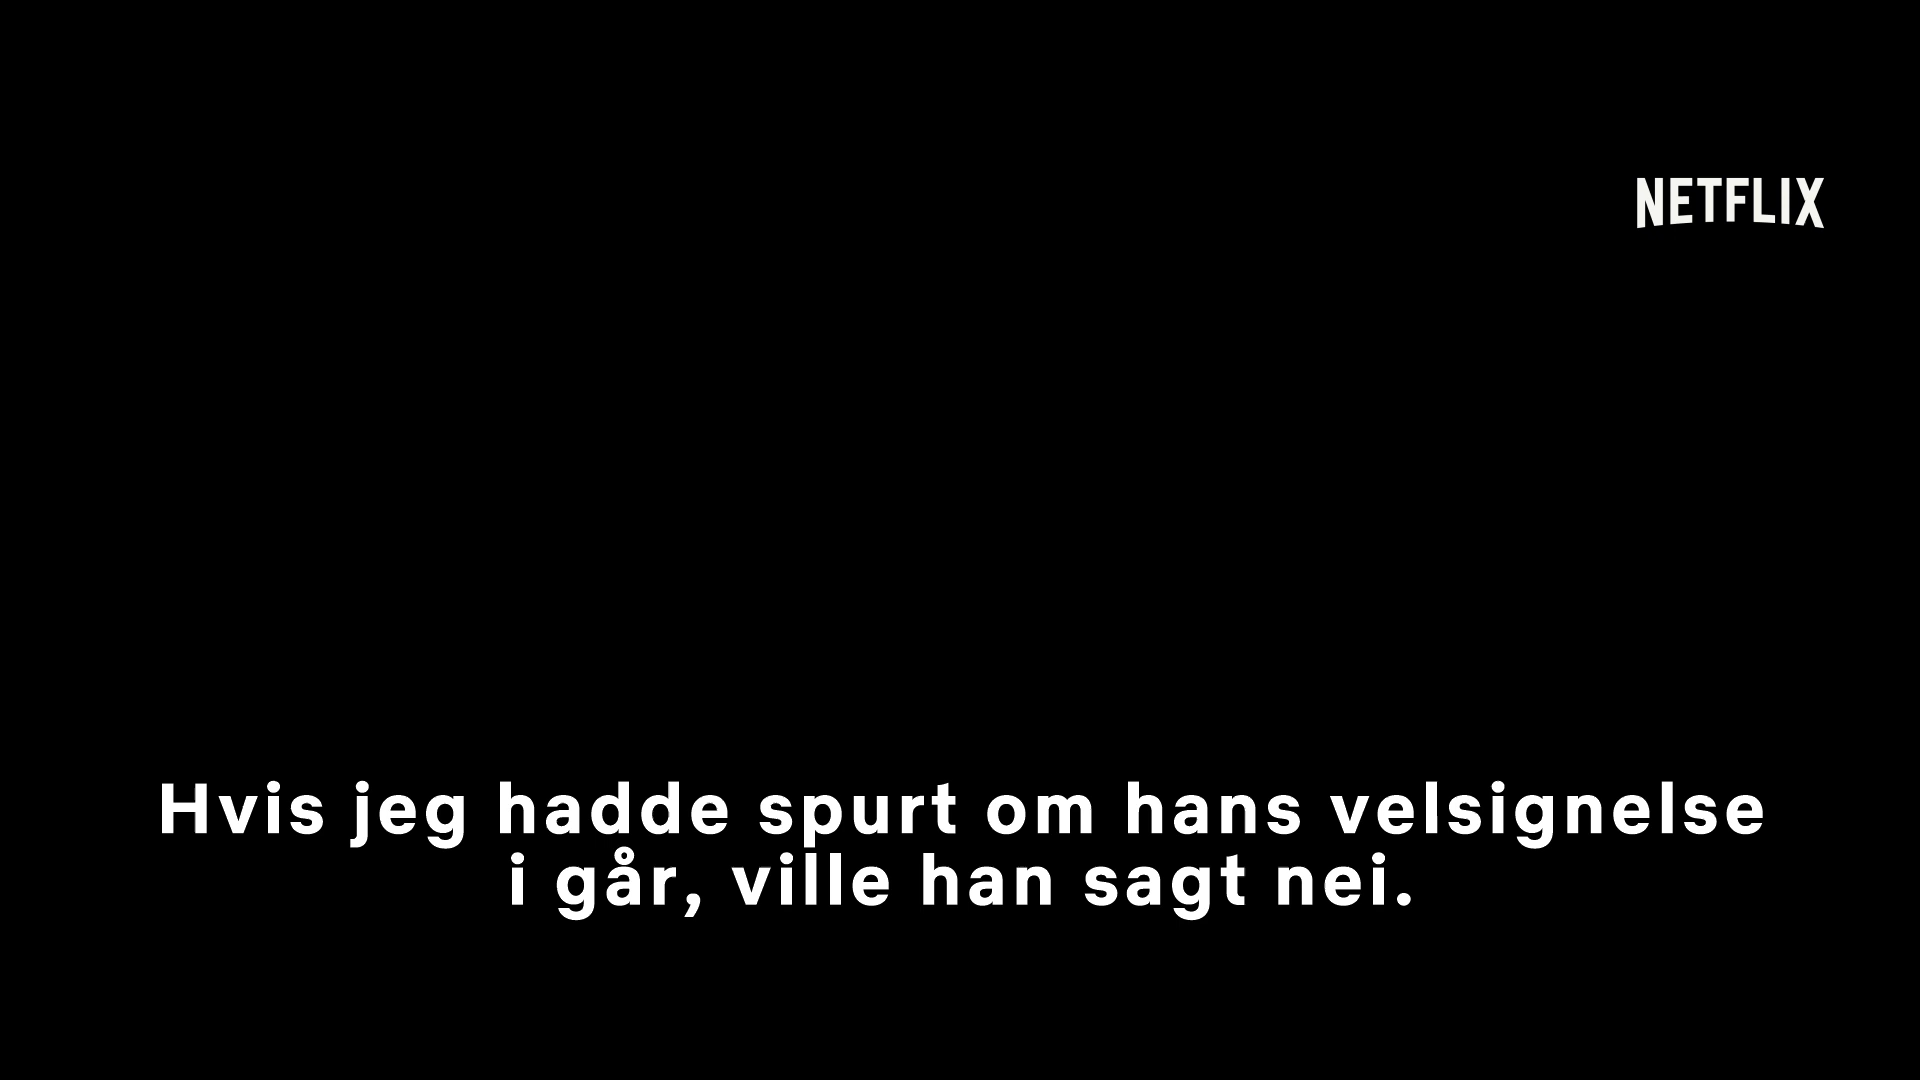 NETFLIX
Hvis jeg hadde spurt om hans velsignelse
i går, ville han sagt nei.